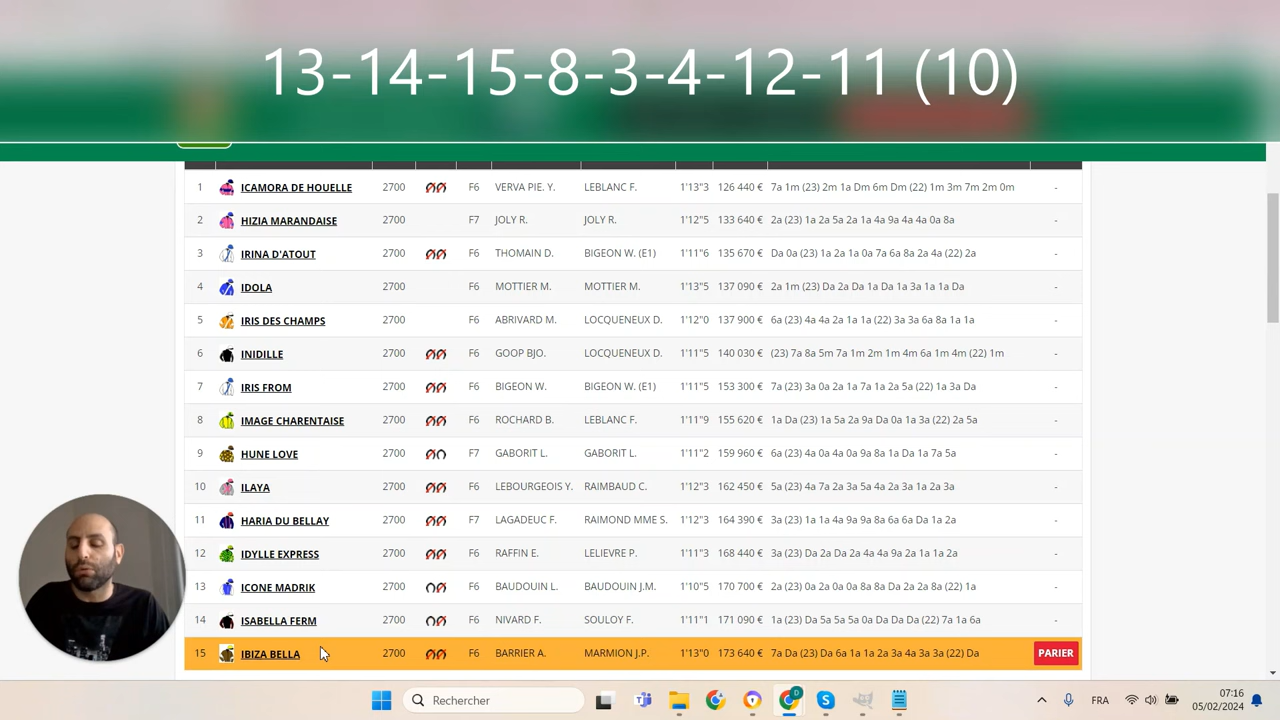 13-14-15-8-3-4-12-11 (10)
1 ICAMORA DE HOUELLE 2700 F6 VERVA PIE. Y. LEBLANC F. 1'13"3 126 440 € 7a 1m (23) 2m 1a Dm 6m Dm (22) 1m 3m 7m 2m 0m -
2 HIZIA MARANDAISE 2700 F7 JOLY R. JOLY R. 1'12"5 133 640 € 2a (23) 1a 2a 5a 2a 1a 4a 9a 4a 4a 0a 8a -
3 IRINA D'ATOUT 2700 F6 THOMAIN D. BIGEON W. (E1) 1'11"6 135 670 € Da 0a (23) 1a 2a 1a 0a 7a 6a 8a 2a 4a (22) 2a -
4 IDOLA 2700 F6 MOTTIER M. MOTTIER M. 1'12"5 137 090 € 2a 1m (23) Da 2a Da 1a Da 1a 3a 1a 1a Da -
5 IRIS DES CHAMPS 2700 F6 ABRIVARD M. LOCQUENEUX D. 1'12"0 137 900 € 6a (23) 4a 4a 2a 1a 1a (22) 3a 3a 6a 8a 1a 1a -
6 INIDILLE 2700 F6 GOOP BJO. LOCQUENEUX D. 1'11"5 140 030 € (23) 7a 8a 5m 7a 1m 2m 1m 4m 6a 1m 4m (22) 1m -
7 IRIS FROM 2700 F6 BIGEON W. BIGEON W. (E1) 1'11"5 153 300 € 7a (23) 3a 0a 2a 1a 7a 1a 2a 5a (22) 1a 3a Da -
8 IMAGE CHARENTAISE 2700 F6 ROCHARD B. LEBLANC F. 1'11"9 155 620 € 1a Da (23) 1a 5a 2a 9a Da 0a 1a 3a (22) 2a 5a -
9 HUNE LOVE 2700 F7 GABORIT L. GABORIT L. 1'11"2 159 960 € 6a (23) 4a 0a 4a 0a 9a 8a 1a Da 1a 7a 5a -
10 ILAYA 2700 F6 LEBOURGEOIS Y. RAIMBAUD C. 1'12"3 162 450 € 5a (23) 4a 7a 2a 3a 5a 4a 2a 3a 1a 2a 3a -
11 HARIA DU BELLAY 2700 F7 LAGADEUC F. RAIMOND MME S. 1'12"3 164 390 € 3a (23) 1a 1a 4a 9a 9a 8a 6a 6a Da 1a 2a -
12 IDYLLE EXPRESS 2700 F6 RAFFIN E. LELIEVRE P. 1'11"3 168 440 € 3a (23) Da 2a Da 2a 4a 4a 9a 2a 1a 1a 2a -
13 ICONE MADRIK 2700 F6 BAUDOUIN L. BAUDOUIN J.M. 1'10"5 170 700 € 2a (23) 0a 2a 0a 0a 8a 8a Da 2a 2a 8a (22) 1a -
14 ISABELLA FERM 2700 F6 NIVARD F. SOULOY F. 1'11"1 171 090 € 1a (23) Da 5a 5a 5a 0a Da Da Da (22) 7a 1a 6a -
15 IBIZA BELLA 2700 F6 BARRIER A. MARMION J.P. 1'13"0 173 640 € 7a Da (23) Da 6a 1a 1a 2a 3a 4a 3a 3a (22) Da PARIER
Rechercher
FRA
07:16
05/02/2024